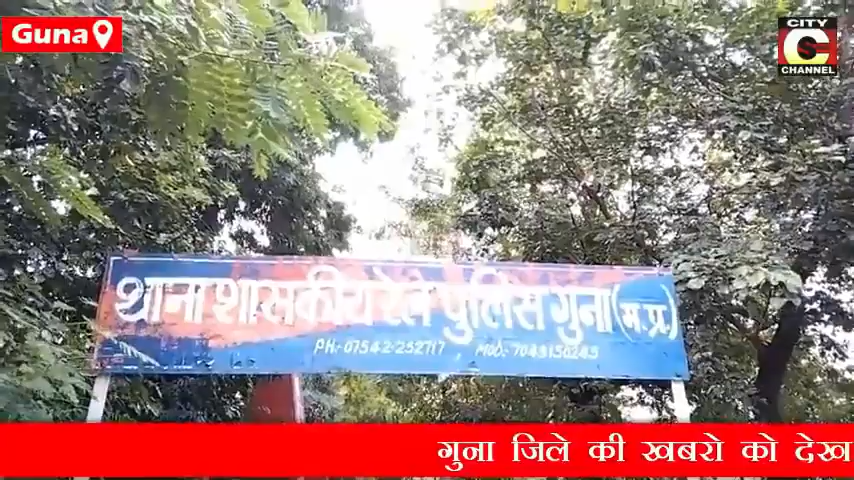 Guna
CITY
CHANNEL
थाना शासकीय रेले पुलिस गुना (म.प्र.)
PH:-07542-252717, Mob.-7049150245
गुना जिले की खबरो को देख